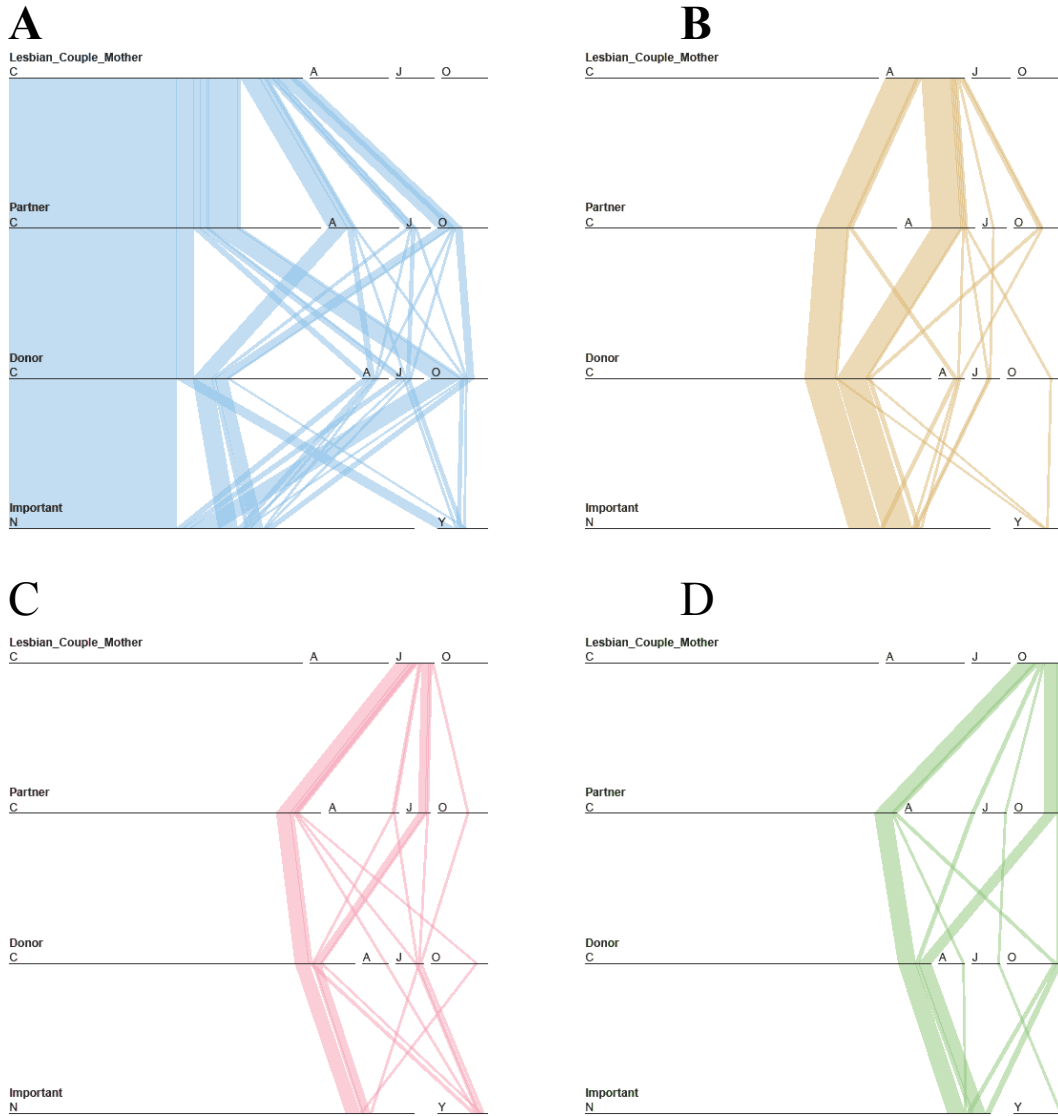 A
Lesbian_Couple_Mother
C A J O
Partner
C A J O
Donor
C A J O
Important
N Y
B
Lesbian_Couple_Mother
C A J O
Partner
C A J O
Donor
C A J O
Important
N Y
C
Lesbian_Couple_Mother
C A J O
Partner
C A J O
Donor
C A J O
Important
N Y
D
Lesbian_Couple_Mother
C A J O
Partner
C A J O
Donor
C A J O
Important
N Y